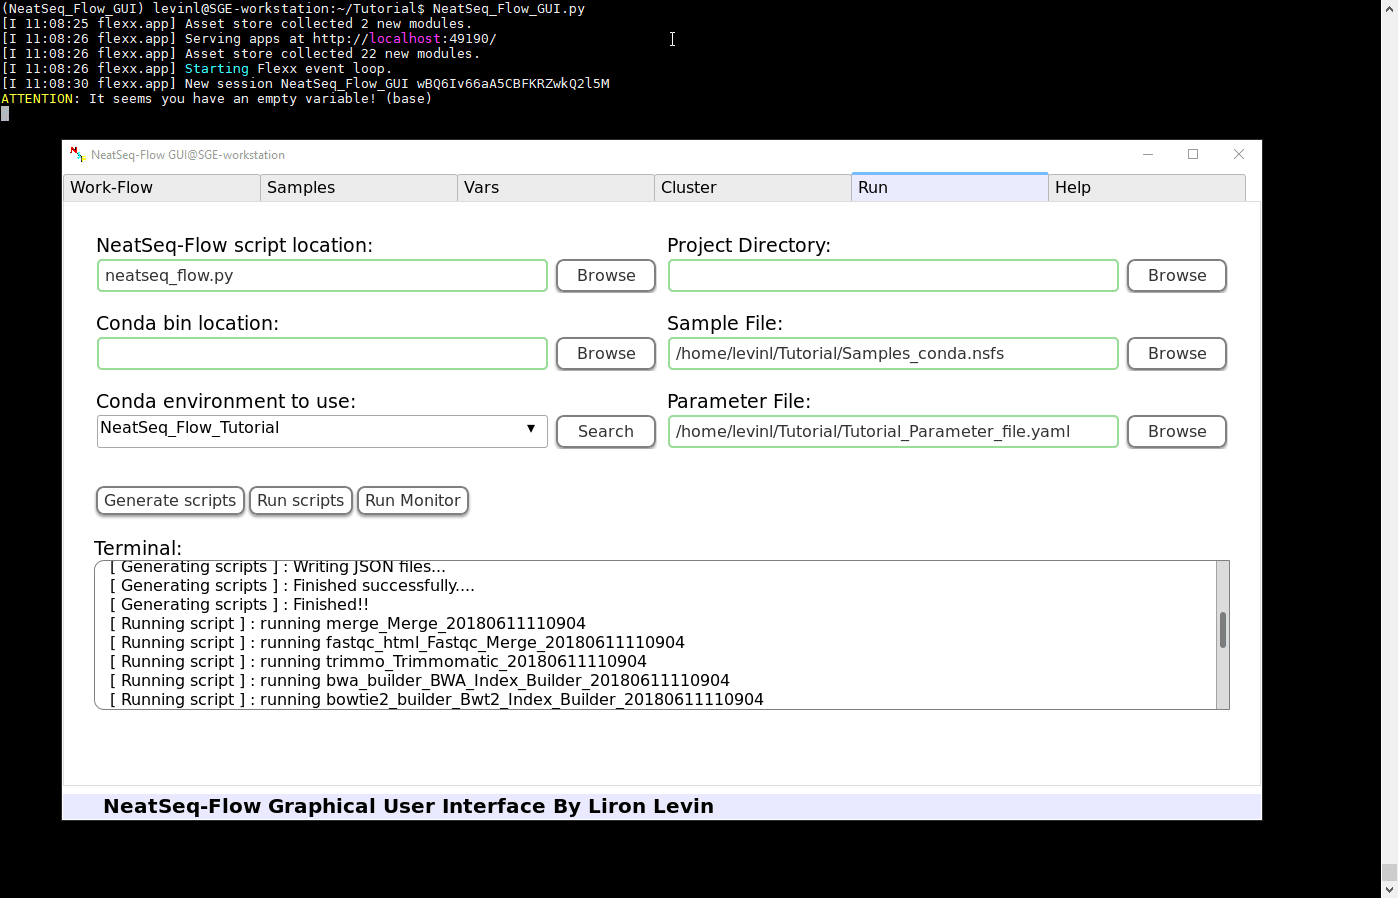 (NeatSeq_Flow_GUI) levinl@SGE-workstation:~/Tutorial$ NeatSeq_Flow_GUI.py
[I 11:08:25 flexx.app] Asset store collected 2 new modules.
[I 11:08:26 flexx.app] Serving apps at http://localhost:49190/
[I 11:08:26 flexx.app] Asset store collected 22 new modules.
[I 11:08:26 flexx.app] Starting Flexx event loop.
[I 11:08:30 flexx.app] New session NeatSeq_Flow_GUI wBQ6Iv66aA5CBFKRZwkQ2l5M
ATTENTION: It seems you have an empty variable! (base)
NeatSeq-Flow GUI@SGE-workstation
Work-Flow Samples Vars Cluster Run Help
NeatSeq-Flow script location: Project Directory:
neatseq_flow.py Browse Browse
Conda bin location: Sample File:
Browse /home/levinl/Tutorial/Samples_conda.nsfs Browse
Conda environment to use: Parameter File:
NeatSeq_Flow_Tutorial Search /home/levinl/Tutorial/Tutorial_Parameter_file.yaml Browse
Generate scripts Run scripts Run Monitor
Terminal:
[ Generating scripts ] : Writing JSON files...
[ Generating scripts ] : Finished successfully....
[ Generating scripts ] : Finished!!
[ Running script ] : running merge_Merge_20180611110904
[ Running script ] : running fastqc_html_Fastqc_Merge_20180611110904
[ Running script ] : running trimmo_Trimmomatic_20180611110904
[ Running script ] : running bwa_builder_BWA_Index_Builder_20180611110904
[ Running script ] : running bowtie2_builder_Bwt2_Index_Builder_20180611110904
NeatSeq-Flow Graphical User Interface By Liron Levin